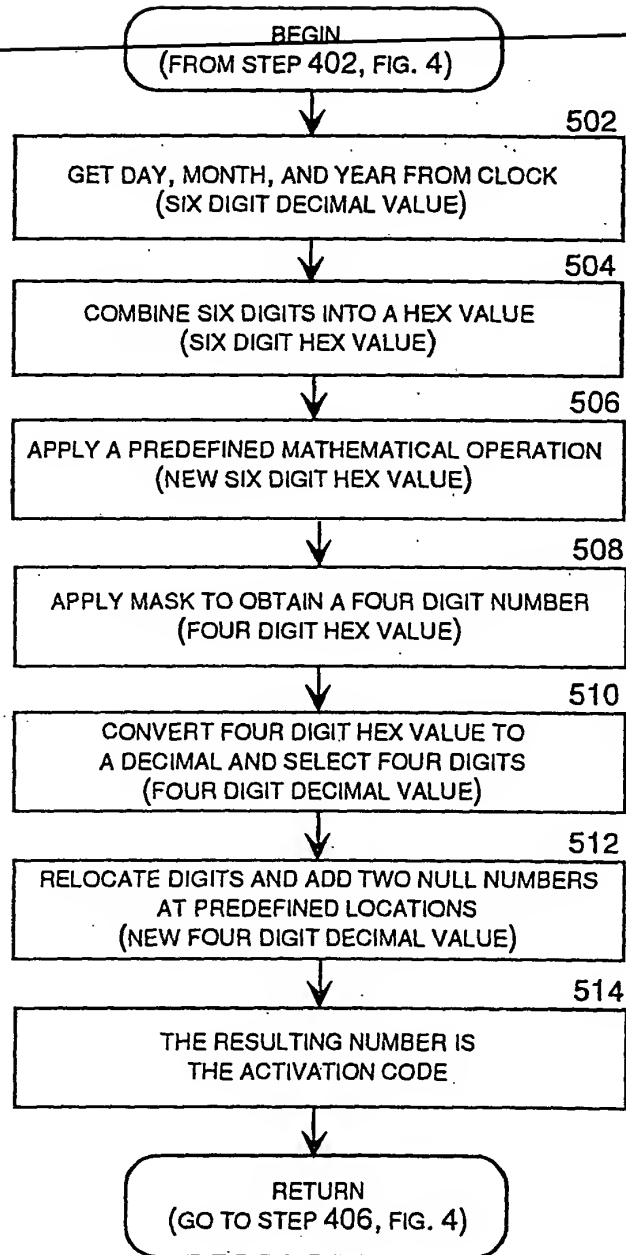 BEGIN
(FROM STEP 402, FIG. 4)
502
GET DAY, MONTH, AND YEAR FROM CLOCK
(SIX DIGIT DECIMAL VALUE)
504
COMBINE SIX DIGITS INTO A HEX VALUE
(SIX DIGIT HEX VALUE)
506
APPLY A PREDEFINED MATHEMATICAL OPERATION
(NEW SIX DIGIT HEX VALUE)
508
APPLY MASK TO OBTAIN A FOUR DIGIT NUMBER
(FOUR DIGIT HEX VALUE)
510
CONVERT FOUR DIGIT HEX VALUE TO
A DECIMAL AND SELECT FOUR DIGITS
(FOUR DIGIT DECIMAL VALUE)
512
RELOCATE DIGITS AND ADD TWO NULL NUMBERS
AT PREDEFINED LOCATIONS
(NEW FOUR DIGIT DECIMAL VALUE)
514
THE RESULTING NUMBER IS
THE ACTIVATION CODE
RETURN
(GO TO STEP 406, FIG. 4)